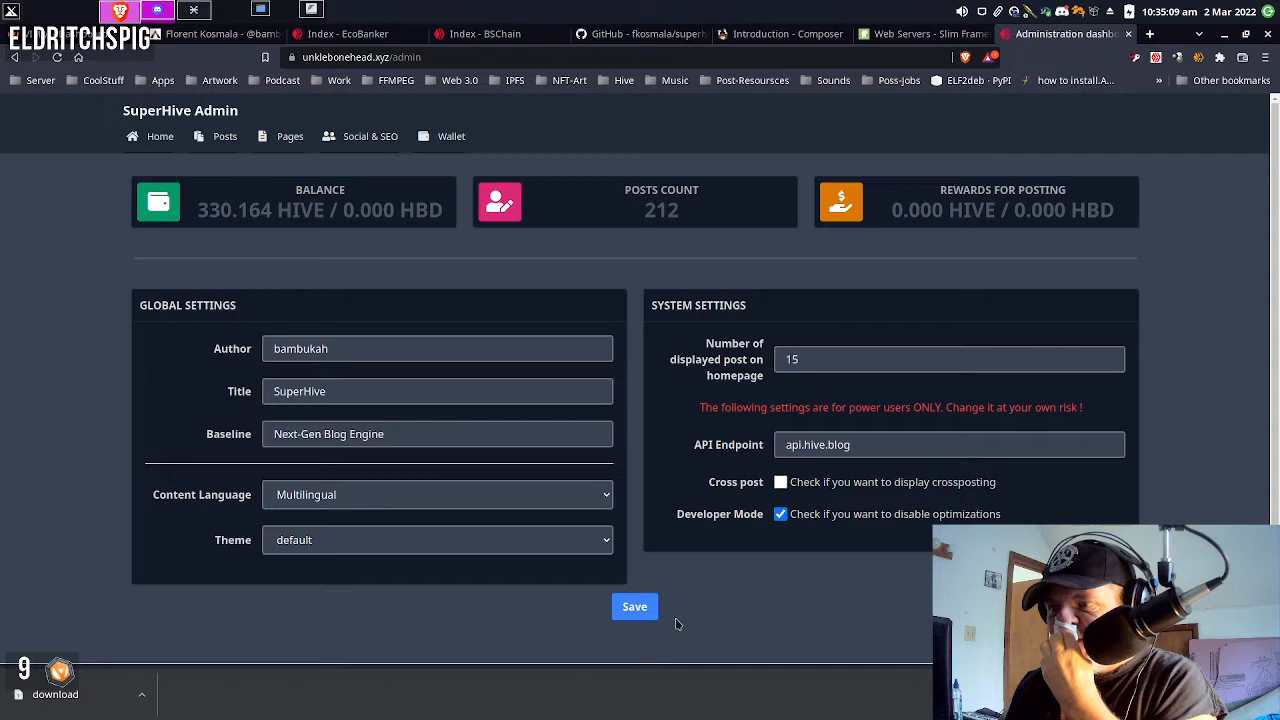 10:35:09 am 2 Mar 2022
ELDRITCHSPIG
Florent Kosmala - @bamb
Index - EcoBanker
Index - BSChain
GitHub - fkosmala/superh
Introduction - Composer
Web Servers - Slim Frame
Administration dashbo
unklebonehead.xyz/admin
Server
CoolStuff
Apps
Artwork
Podcast
Work
FFMPEG
Web 3.0
IPFS
NFT-Art
Hive
Music
Post-Resoursces
Sounds
Poss-Jobs
ELF2deb · PyPI
how to install.A...
»
Other bookmarks
SuperHive Admin
Home
Posts
Pages
Social & SEO
Wallet
BALANCE
330.164 HIVE / 0.000 HBD
POSTS COUNT
212
REWARDS FOR POSTING
0.000 HIVE / 0.000 HBD
GLOBAL SETTINGS
Author
bambukah
Title
SuperHive
Baseline
Next-Gen Blog Engine
Content Language
Multilingual
Theme
default
SYSTEM SETTINGS
Number of
displayed post on
homepage
15
The following settings are for power users ONLY. Change it at your own risk !
API Endpoint
api.hive.blog
Cross post
Check if you want to display crossposting
Developer Mode
Check if you want to disable optimizations
Save
9
download